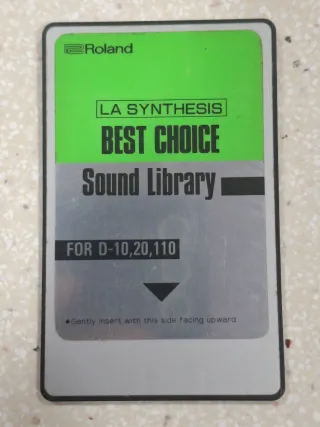 Roland
LA SYNTHESIS
BEST CHOICE
Sound Library
FOR D-10,20,110
●Gently insert with this side facing upward